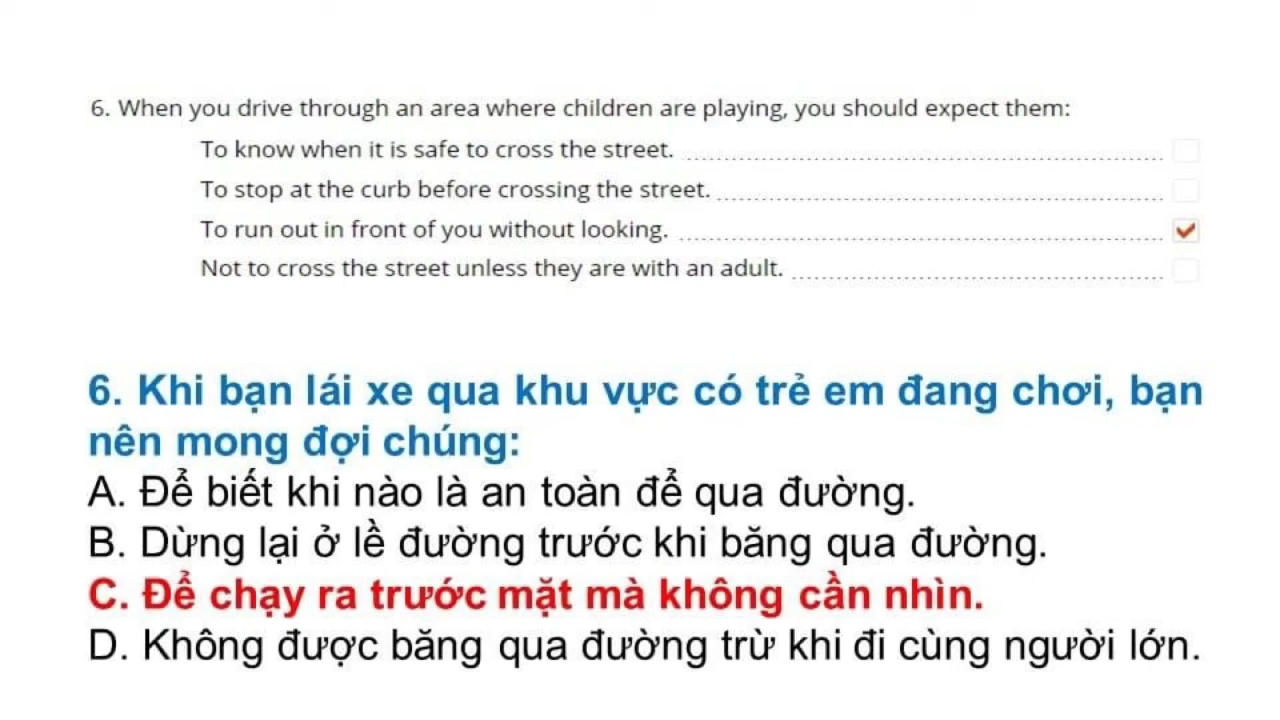 6. When you drive through an area where children are playing, you should expect them:
To know when it is safe to cross the street.
To stop at the curb before crossing the street.
To run out in front of you without looking.
Not to cross the street unless they are with an adult.
6. Khi bạn lái xe qua khu vực có trẻ em đang chơi, bạn
nên mong đợi chúng:
A. Để biết khi nào là an toàn để qua đường.
B. Dừng lại ở lề đường trước khi băng qua đường.
C. Để chạy ra trước mặt mà không cần nhìn.
D. Không được băng qua đường trừ khi đi cùng người lớn.